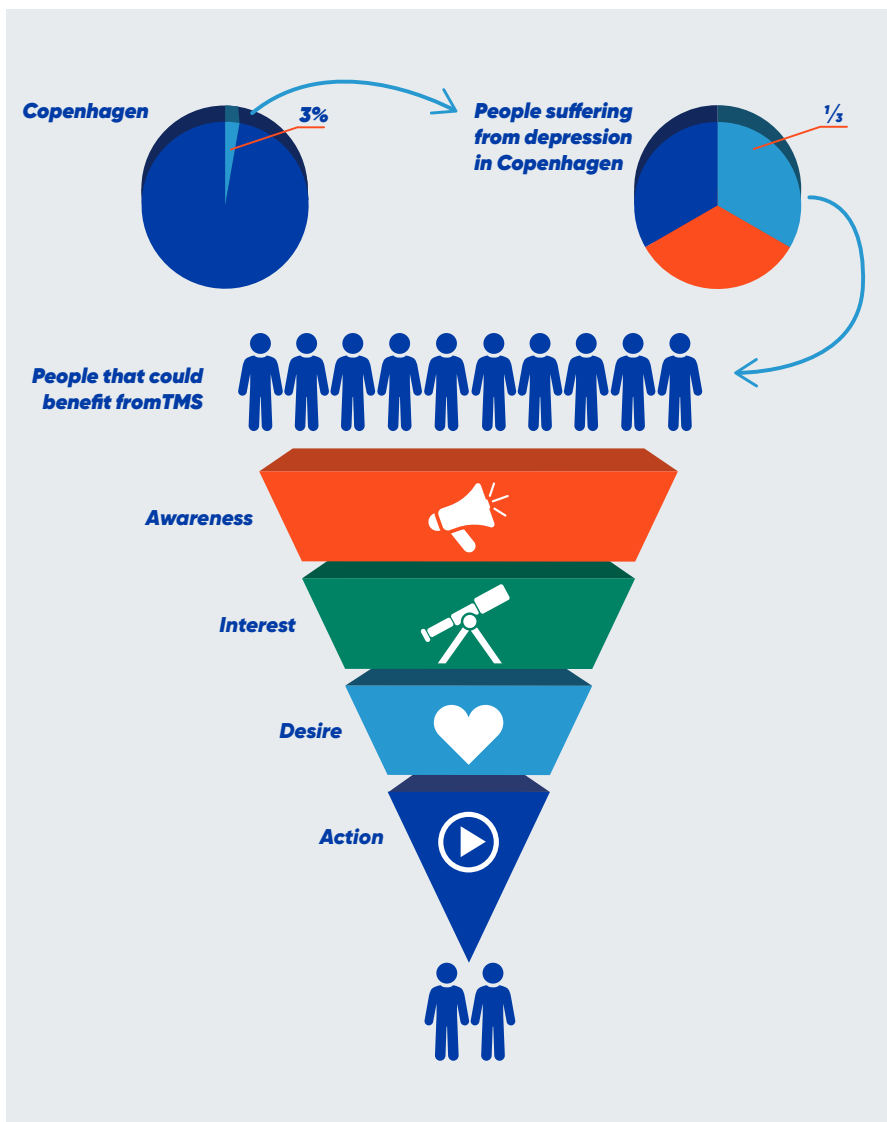 Copenhagen
3%
People suffering
from depression
in Copenhagen
⅓
People that could
benefit fromTMS
Awareness
Interest
Desire
Action